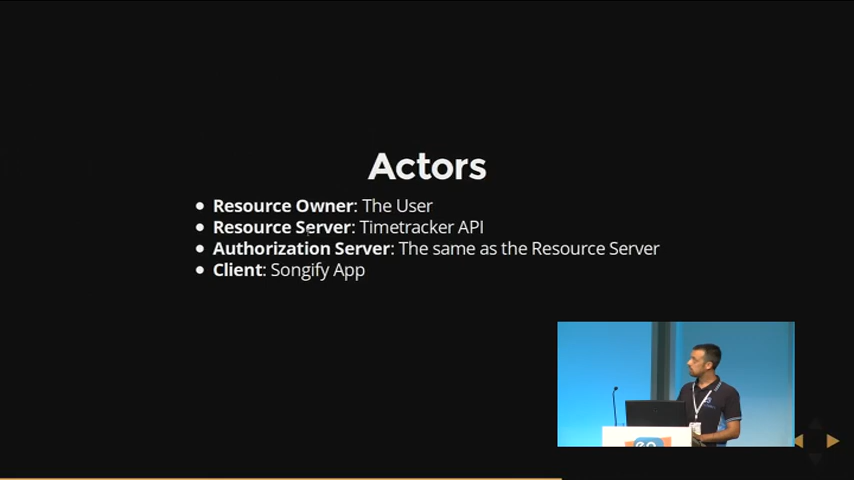 Actors
• Resource Owner: The User
• Resource Server: Timetracker API
• Authorization Server: The same as the Resource Server
• Client: Songify App